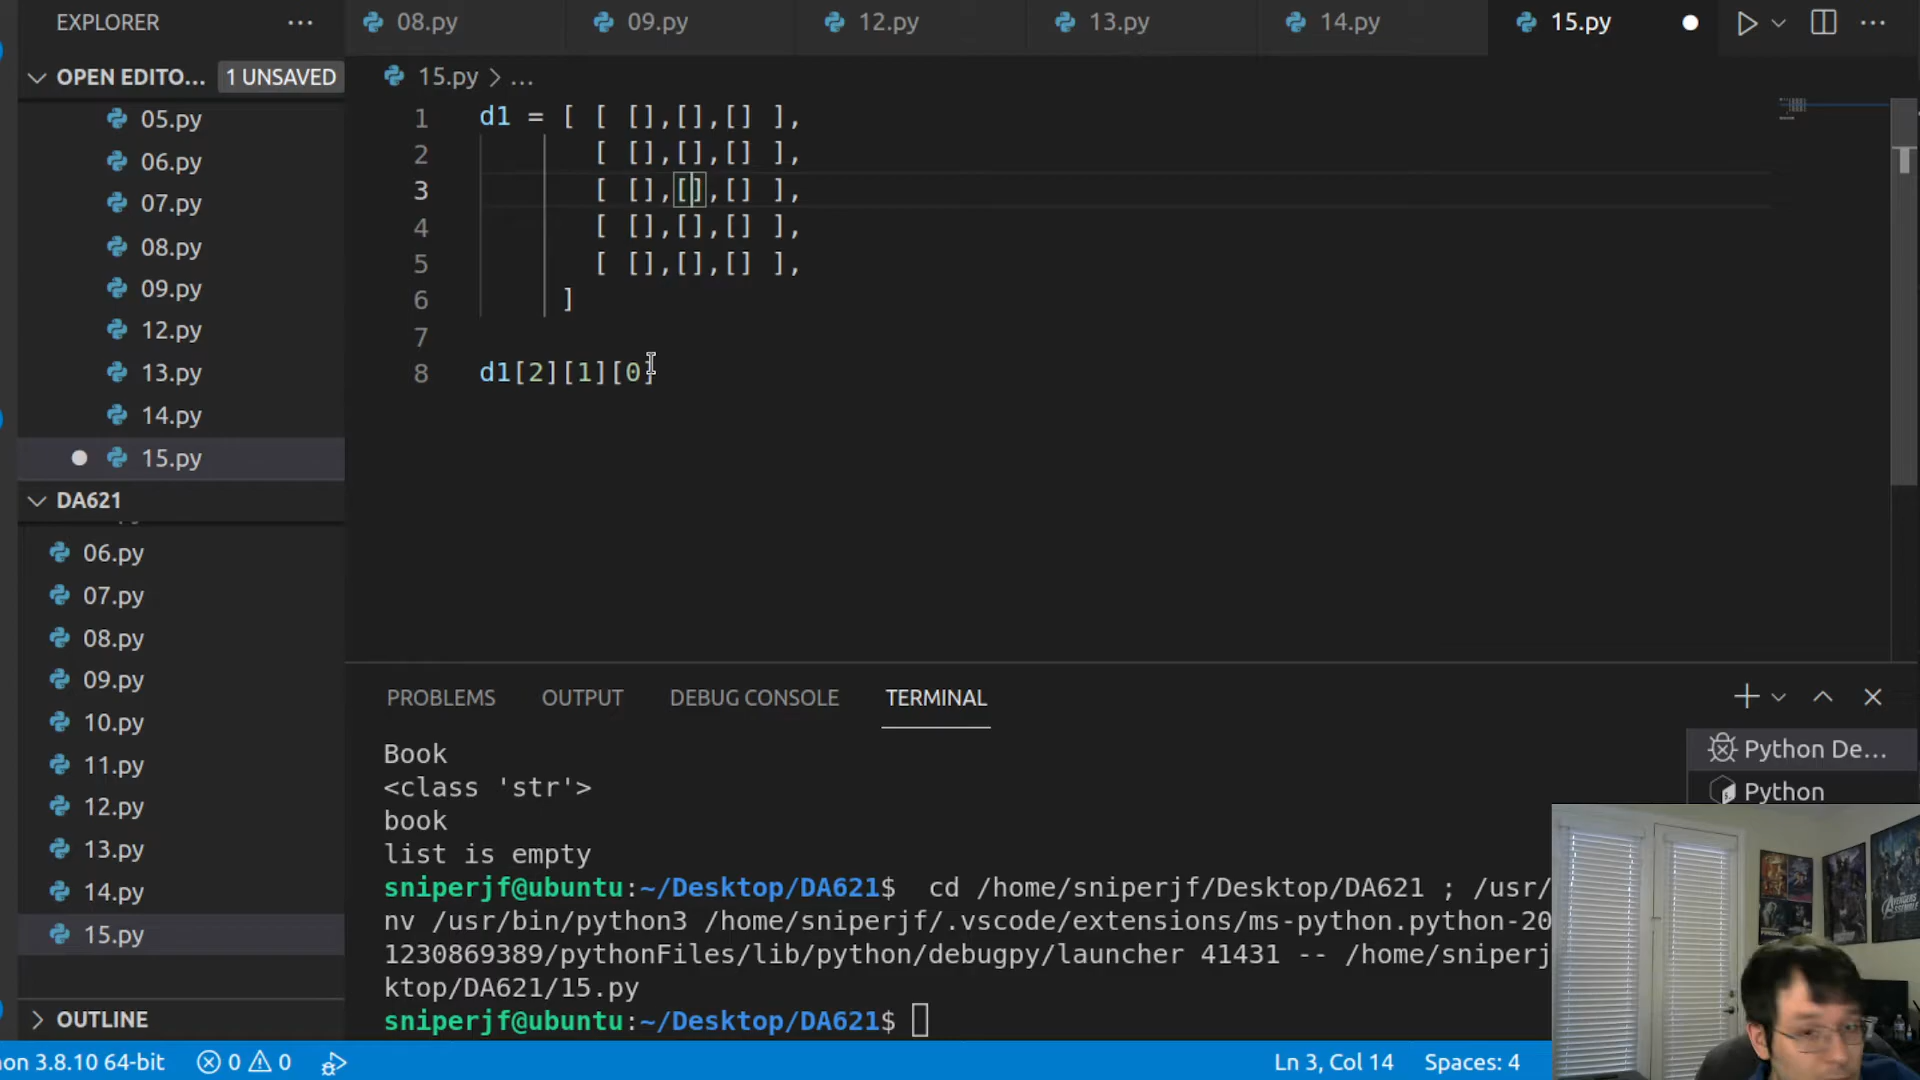 EXPLORER ...
08.py 09.py 12.py 13.py 14.py 15.py
OPEN EDITO... 1 UNSAVED
05.py
06.py
07.py
08.py
09.py
12.py
13.py
14.py
15.py
DA621
06.py
07.py
08.py
09.py
10.py
11.py
12.py
13.py
14.py
15.py
OUTLINE
15.py > ...
1 d1 = [ [ [],[],[] ],
2 [ [],[],[] ],
3 [ [],[],[] ],
4 [ [],[],[] ],
5 [ [],[],[] ],
6 ]
7
8 d1[2][1][0]
PROBLEMS OUTPUT DEBUG CONSOLE TERMINAL
Book
<class 'str'>
book
list is empty
sniperjf@ubuntu:~/Desktop/DA621$ cd /home/sniperjf/Desktop/DA621 ; /usr/
nv /usr/bin/python3 /home/sniperjf/.vscode/extensions/ms-python.python-20
1230869389/pythonFiles/lib/python/debugpy/launcher 41431 -- /home/sniperj
ktop/DA621/15.py
sniperjf@ubuntu:~/Desktop/DA621$
Python De...
Python
AVENGERS
ASSEMBLE
hon 3.8.10 64-bit 0 0 Ln 3, Col 14 Spaces: 4